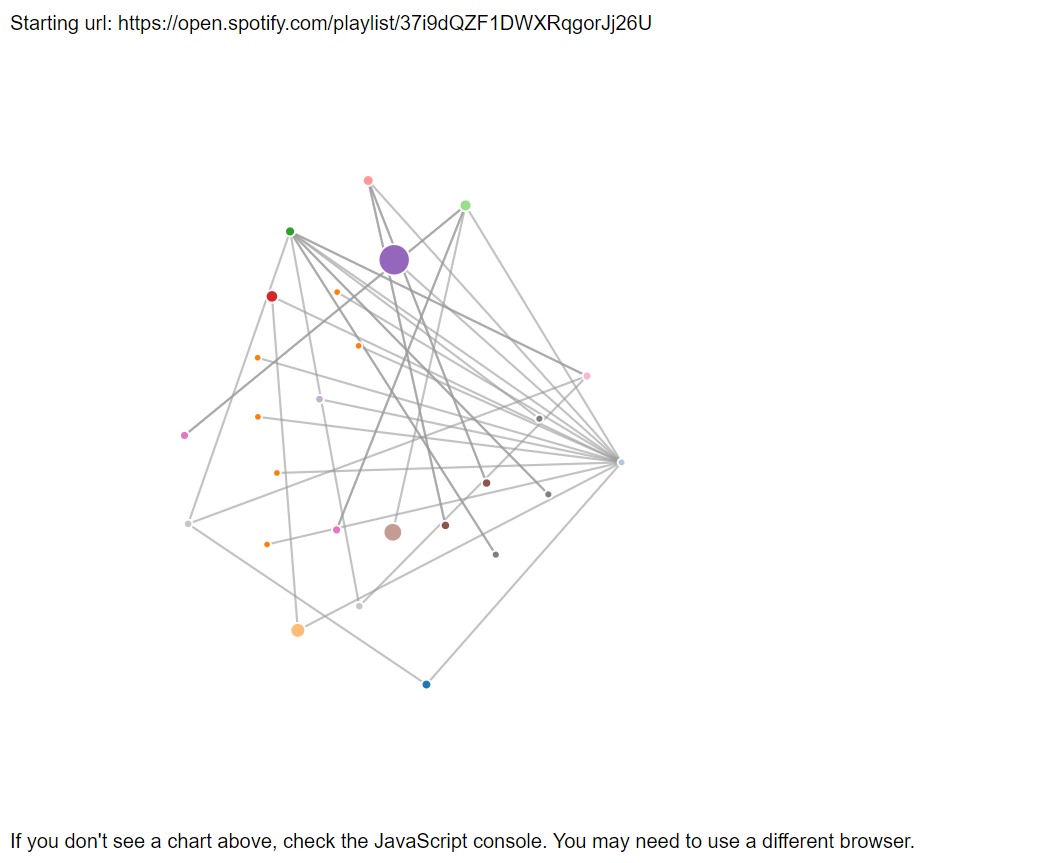 Starting url: https://open.spotify.com/playlist/37i9dQZF1DWXRqgorJj26U
If you don't see a chart above, check the JavaScript console. You may need to use a different browser.